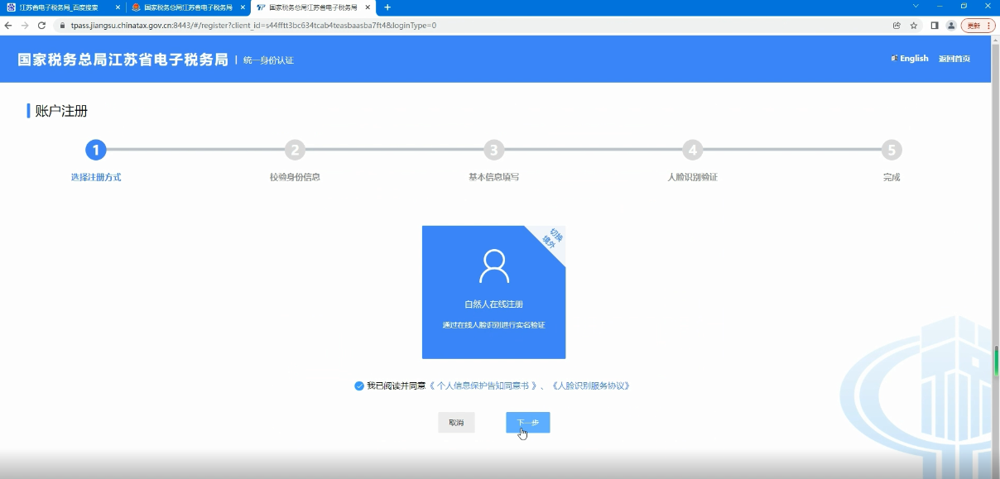 江苏省电子税务局_百度搜索
国家税务总局江苏省电子税务局
国家税务总局江苏省电子税务局
tpass.jiangsu.chinatax.gov.cn:8443/#/register?client_id=s44fftt3bc634tcab4teasbaasba7ft4&loginType=0
更新
国家税务总局江苏省电子税务局 | 统一身份认证
English 返回首页
账户注册
1 2 3 4 5
选择注册方式 校验身份信息 基本信息填写 人脸识别验证 完成
切换
境外
自然人在线注册
通过在线人脸识别进行实名验证
我已阅读并同意《 个人信息保护告知同意书 》、《人脸识别服务协议》
取消 下一步